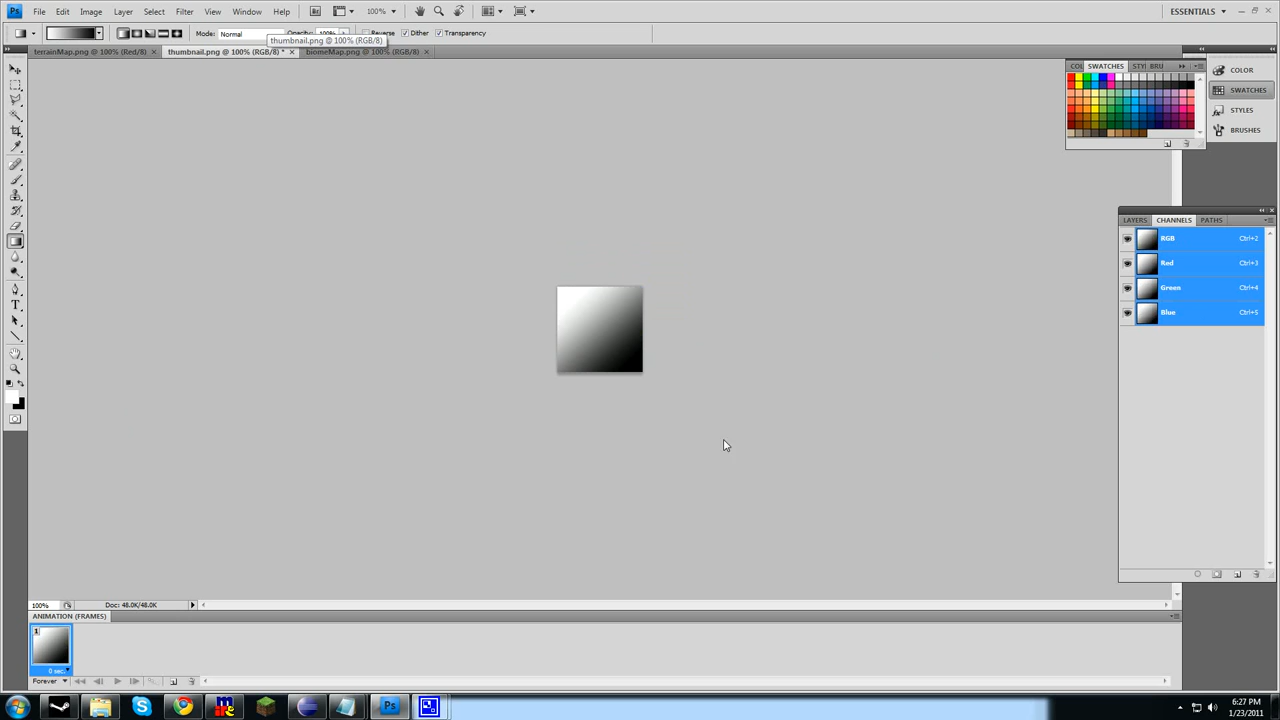 Ps File Edit Image Layer Select Filter View Window Help 100% ESSENTIALS
Mode: Normal Opacity: 100% Reverse Dither Transparency
thumbnail.png @ 100% (RGB/8)
terrainMap.png @ 100% (Red/8) × thumbnail.png @ 100% (RGB/8) * × biomeMap.png @ 100% (RGB/8) ×
COL SWATCHES STY BRU
COLOR
SWATCHES
STYLES
BRUSHES
LAYERS CHANNELS PATHS
RGB Ctrl+2
Red Ctrl+3
Green Ctrl+4
Blue Ctrl+5
100% Doc: 48.0K/48.0K
ANIMATION (FRAMES)
1
0 sec.
Forever
Ps
6:27 PM
1/23/2011